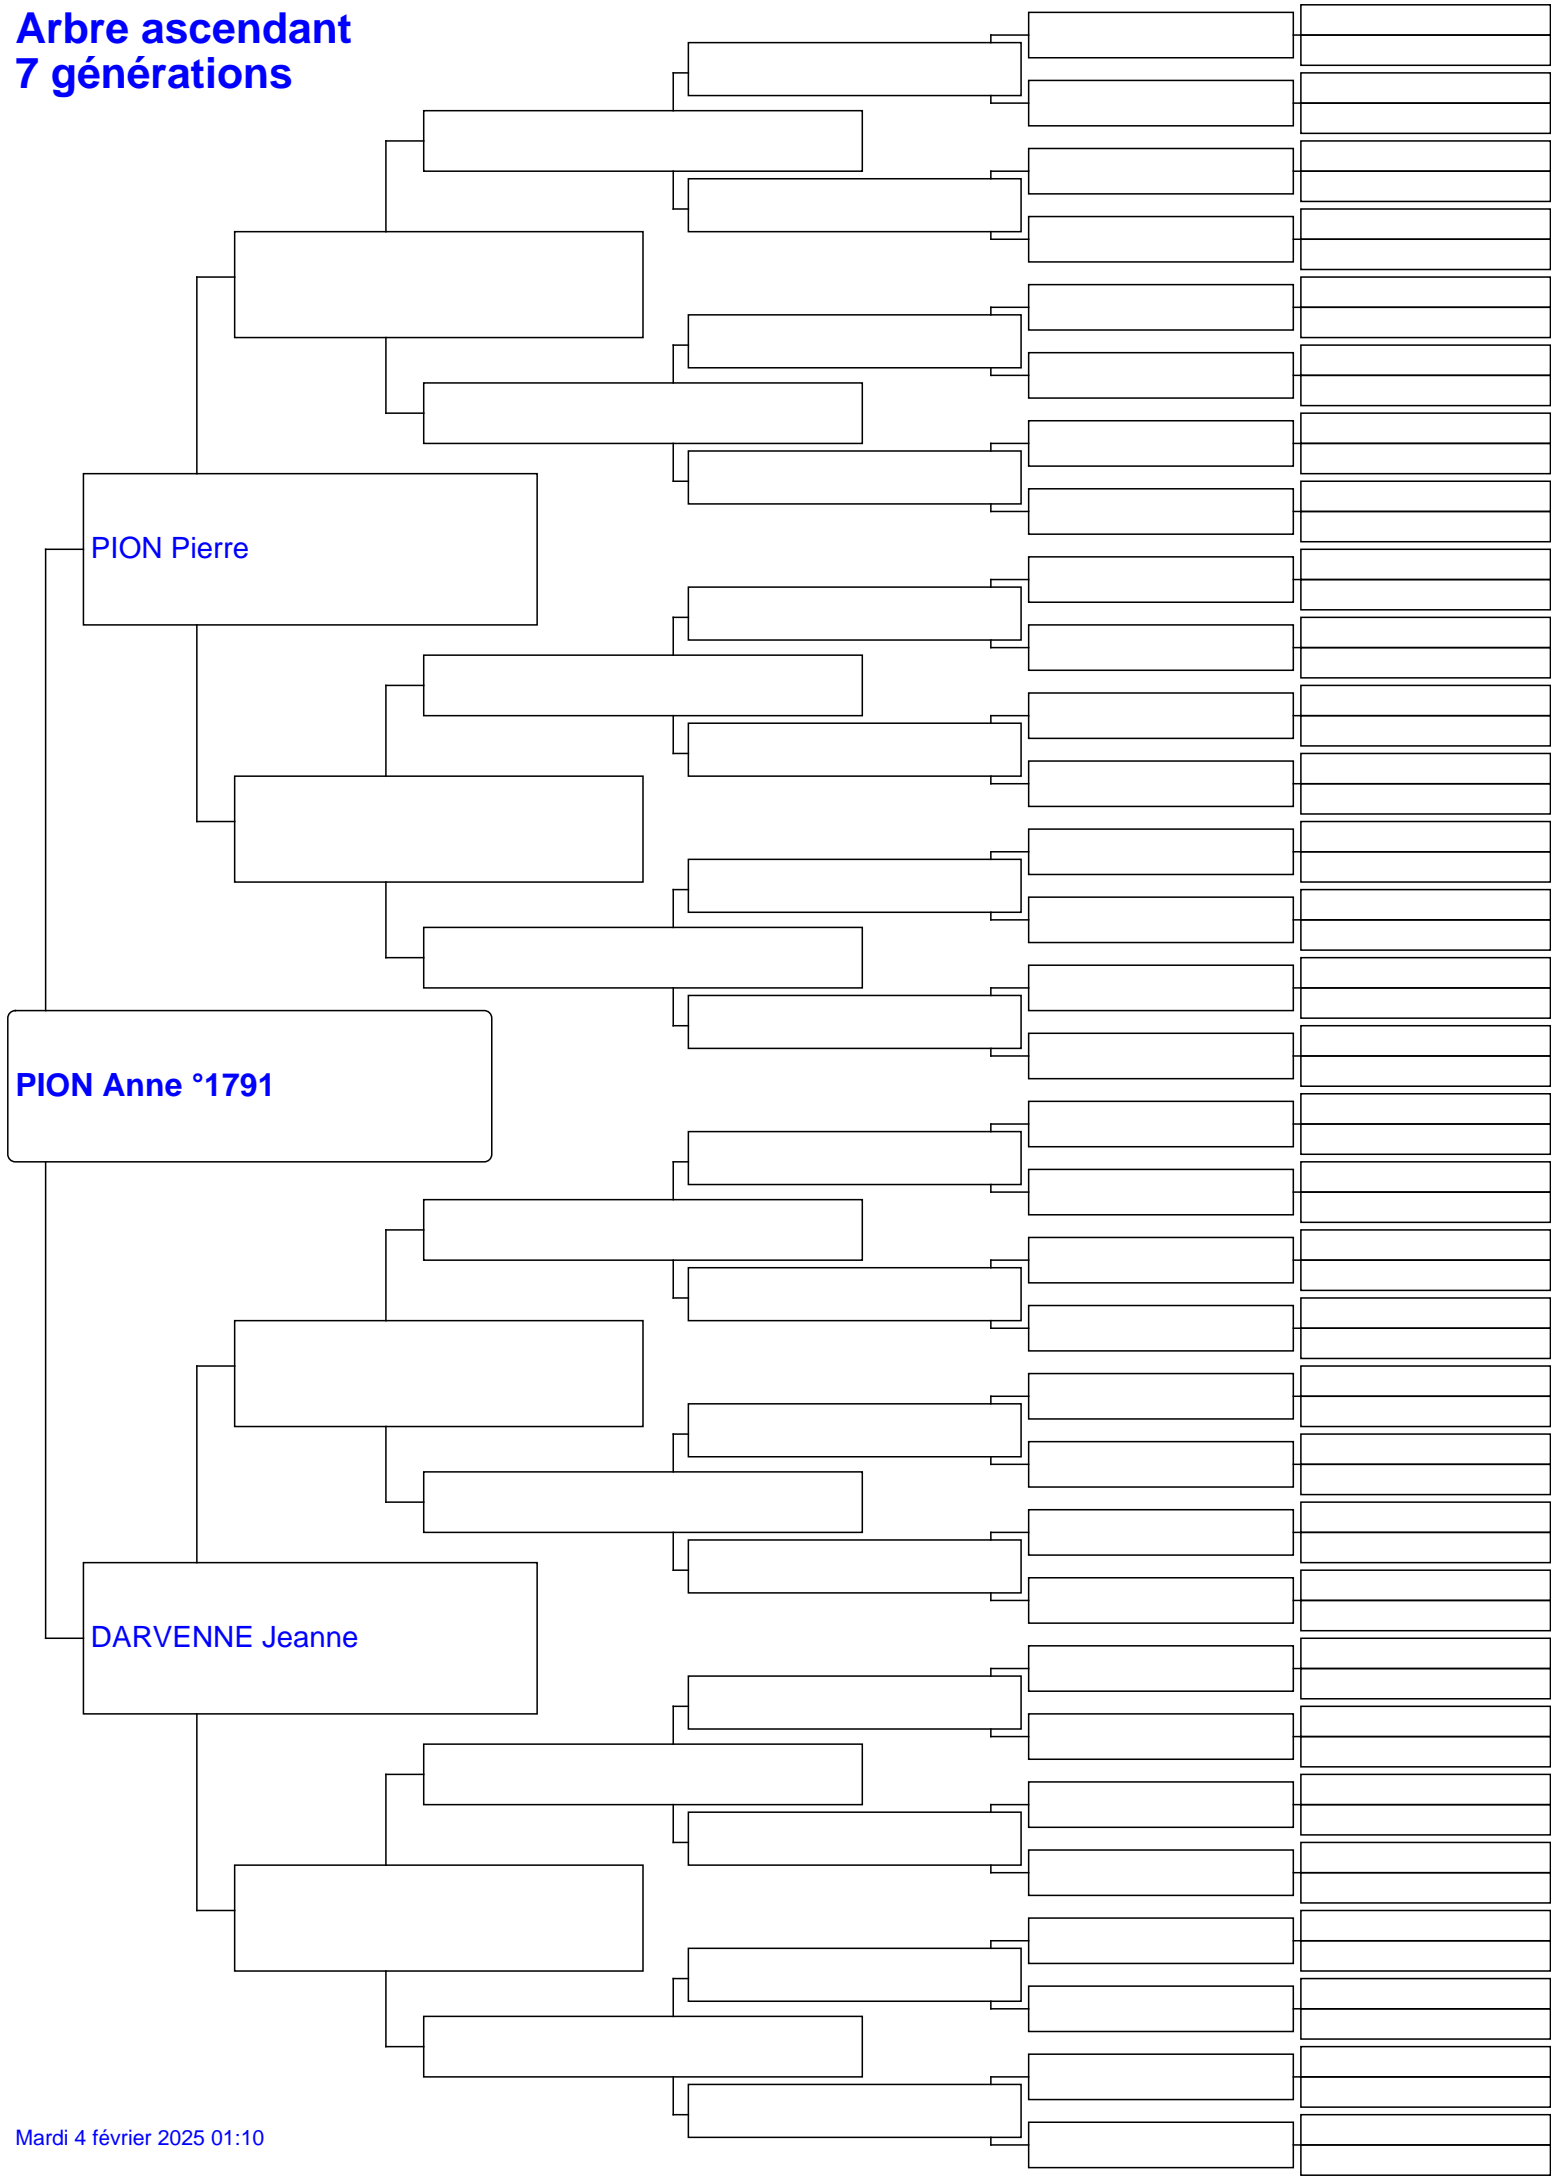 Arbre ascendant
7 générations
PION Pierre
PION Anne °1791
DARVENNE Jeanne
Mardi 4 février 2025 01:10